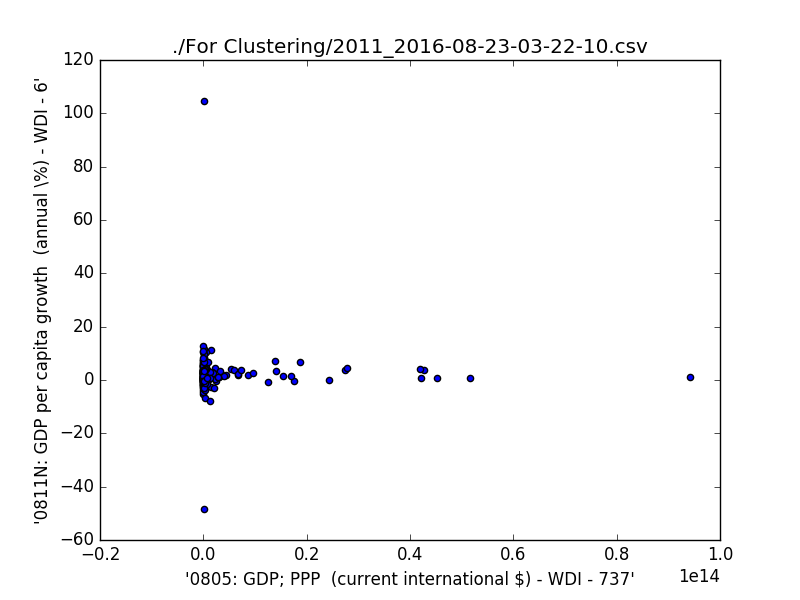 ./For Clustering/2011_2016-08-23-03-22-10.csv
120
100
80
60
40
20
0
−20
−40
−60
'0811N: GDP per capita growth  (annual \%) - WDI - 6'
−0.2 0.0 0.2 0.4 0.6 0.8 1.0
1e14
'0805: GDP; PPP  (current international $) - WDI - 737'